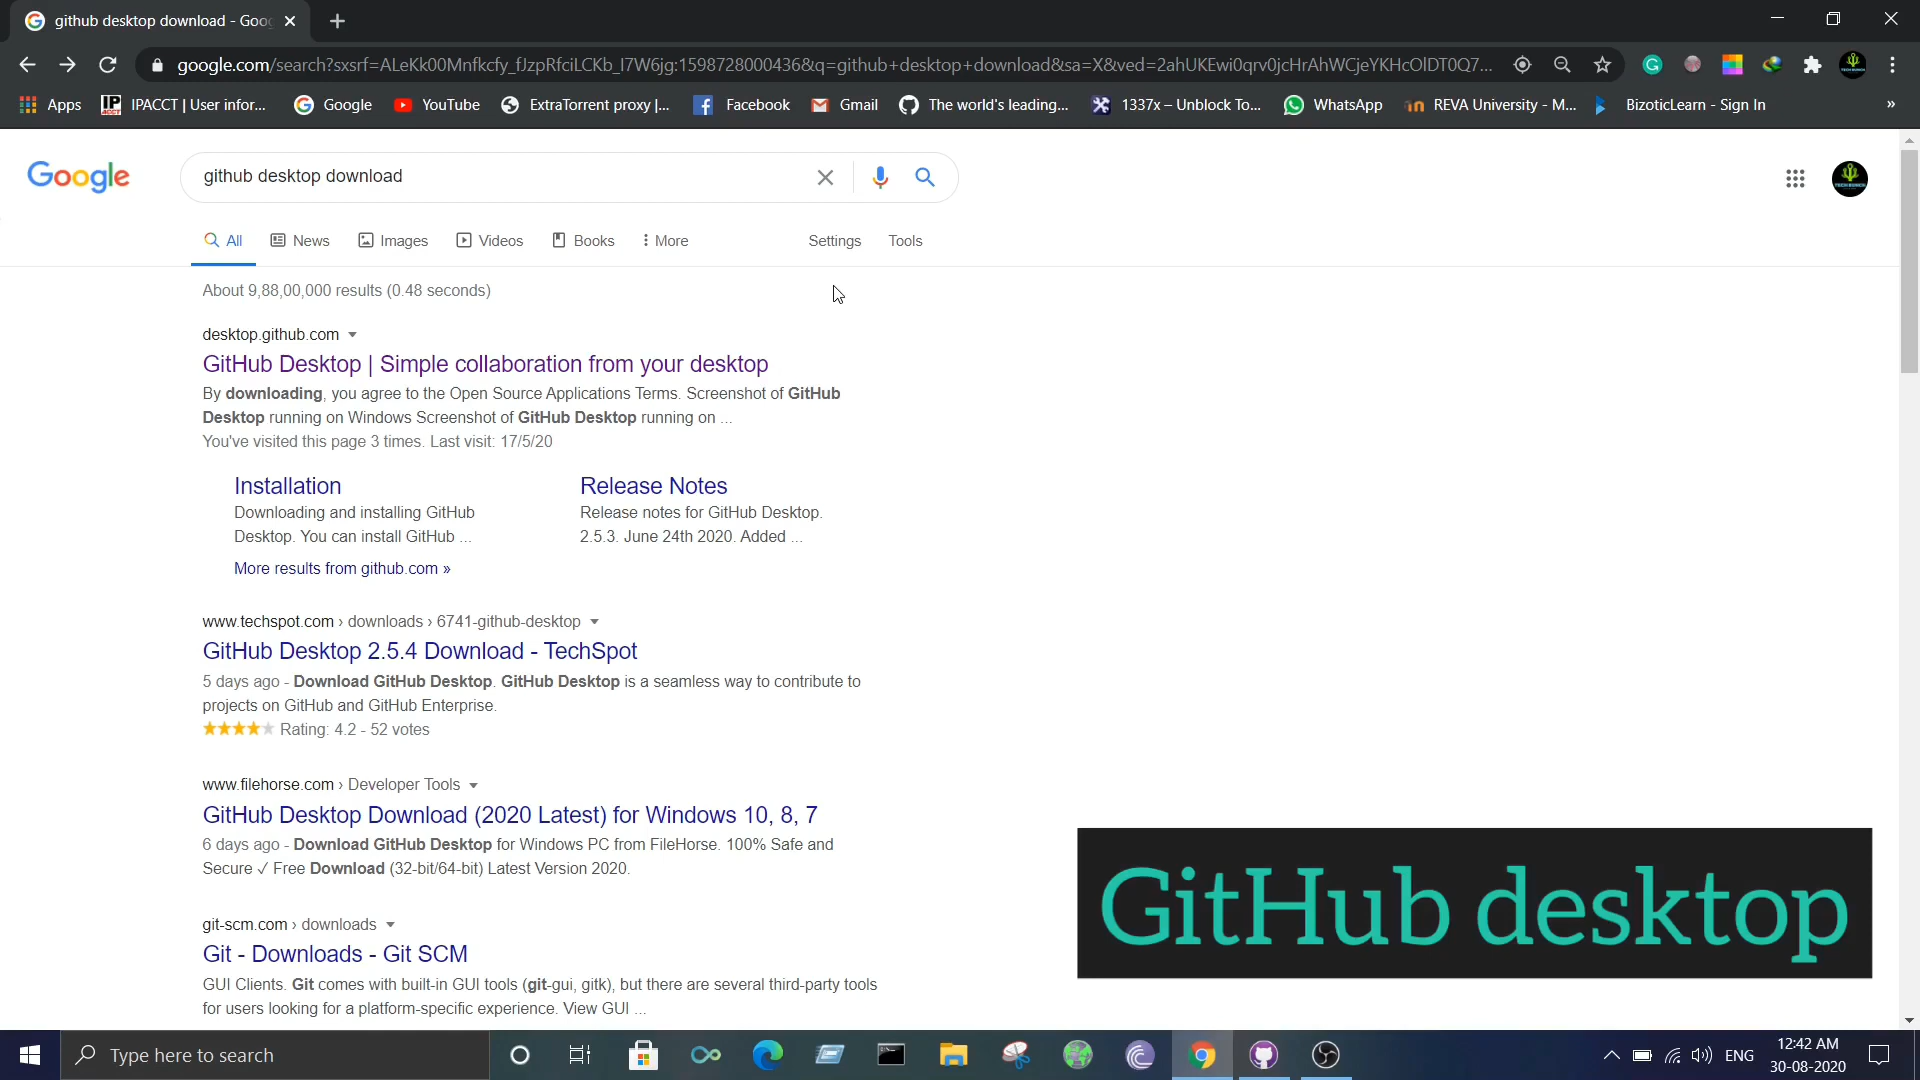 github desktop download - Goog
google.com/search?sxsrf=ALeKk00Mnfkcfy_fJzpRfciLCKb_I7W6jg:1598728000436&q=github+desktop+download&sa=X&ved=2ahUKEwi0qrv0jcHrAhWCjeYKHcOlDT0Q7...
Apps IPACCT | User infor... Google YouTube ExtraTorrent proxy |... Facebook Gmail The world's leading... 1337x – Unblock To... WhatsApp REVA University - M... BizoticLearn - Sign In »
Google github desktop download
All News Images Videos Books More Settings Tools
About 9,88,00,000 results (0.48 seconds)
desktop.github.com
GitHub Desktop | Simple collaboration from your desktop
By downloading, you agree to the Open Source Applications Terms. Screenshot of GitHub
Desktop running on Windows Screenshot of GitHub Desktop running on ...
You've visited this page 3 times. Last visit: 17/5/20
Installation Release Notes
Downloading and installing GitHub Release notes for GitHub Desktop.
Desktop. You can install GitHub ... 2.5.3. June 24th 2020. Added ...
More results from github.com »
www.techspot.com › downloads › 6741-github-desktop
GitHub Desktop 2.5.4 Download - TechSpot
5 days ago - Download GitHub Desktop. GitHub Desktop is a seamless way to contribute to
projects on GitHub and GitHub Enterprise.
Rating: 4.2 - 52 votes
www.filehorse.com › Developer Tools
GitHub Desktop Download (2020 Latest) for Windows 10, 8, 7
6 days ago - Download GitHub Desktop for Windows PC from FileHorse. 100% Safe and
Secure ✓ Free Download (32-bit/64-bit) Latest Version 2020.
git-scm.com › downloads
Git - Downloads - Git SCM
GUI Clients. Git comes with built-in GUI tools (git-gui, gitk), but there are several third-party tools
for users looking for a platform-specific experience. View GUI ...
GitHub desktop
Type here to search
ENG
12:42 AM
30-08-2020